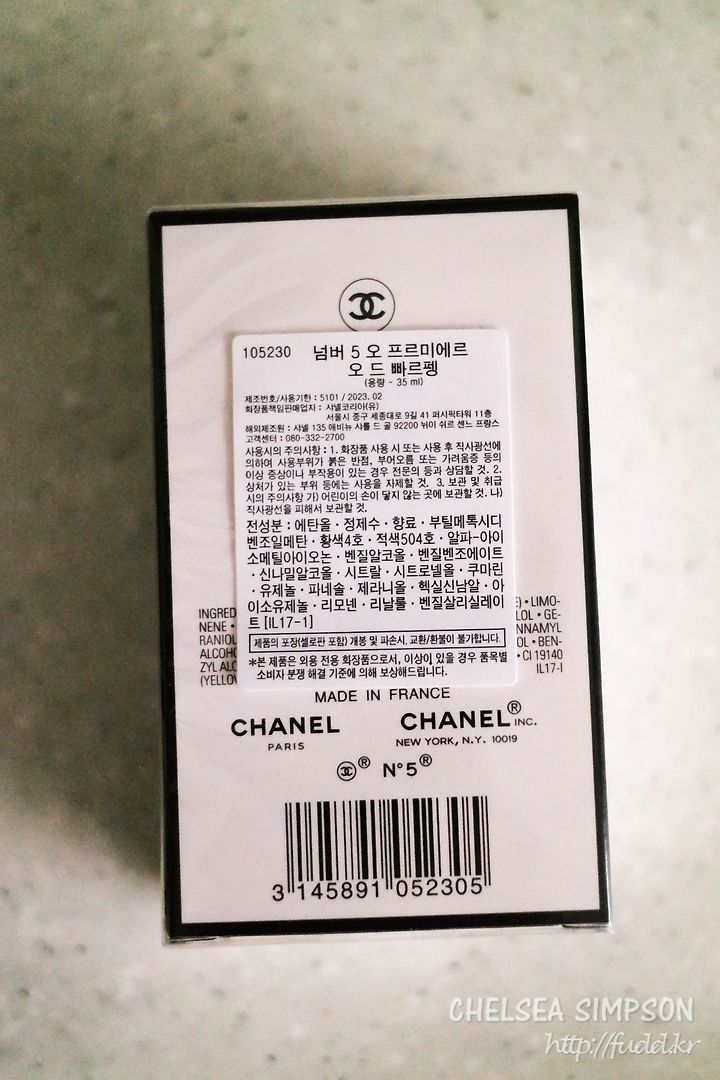 105230 넘버 5 오 프르미에르
오 드 빠르펭
(용량 - 35 ml)
제조번호/사용기한 : 5101 / 2023. 02
화장품책임판매업자 : 샤넬코리아(유)
서울시 중구 세종대로 9길 41 퍼시픽타워 11층
해외제조원 : 샤넬 135 애비뉴 샤를 드 골 92200 뉘이 쉬르 센느 프랑스
고객센터 : 080-332-2700
사용시의 주의사항 : 1. 화장품 사용 시 또는 사용 후 직사광선에
의하여 사용부위가 붉은 반점, 부어오름 또는 가려움증 등의
이상 증상이나 부작용이 있는 경우 전문의 등과 상담할 것. 2.
상처가 있는 부위 등에는 사용을 자제할 것. 3. 보관 및 취급
시의 주의사항 가) 어린이의 손이 닿지 않는 곳에 보관할 것. 나)
직사광선을 피해서 보관할 것.
전성분 : 에탄올 · 정제수 · 향료 · 부틸메톡시디
벤조일메탄 · 황색4호 · 적색504호 · 알파-아이
소메틸아이오논 · 벤질알코올 · 벤질벤조에이트
· 신나밀알코올 · 시트랄 · 시트로넬올 · 쿠마린
· 유제놀 · 파네솔 · 제라니올 · 헥실신남알 · 아
이소유제놀 · 리모넨 · 리날룰 · 벤질살리실레이
트 [IL17-1]
제품의 포장(셀로판 포함) 개봉 및 파손시, 교환/환불이 불가합니다.
*본 제품은 외용 전용 화장품으로서, 이상이 있을 경우 품목별
소비자 분쟁 해결 기준에 의해 보상해드립니다.
INGRED • LIMO-
NENE • LOL • GE-
RANIOL NNAMYL
ALCOHO OL • BEN-
ZYL ALC • CI 19140
(YELLOV IL17-I
MADE IN FRANCE
CHANEL CHANEL® INC.
PARIS NEW YORK, N.Y. 10019
® N°5®
3 145891 052305
CHELSEA SIMPSON
http://fudd.kr